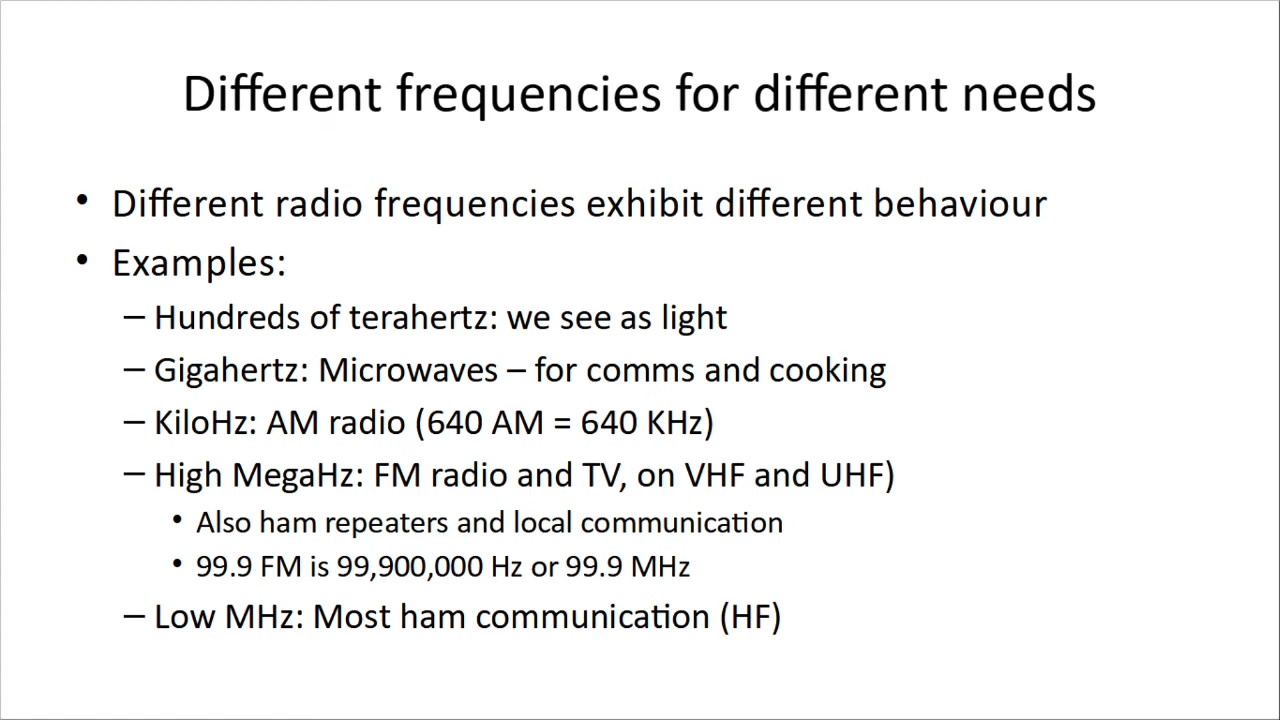 Different frequencies for different needs
• Different radio frequencies exhibit different behaviour
• Examples:
– Hundreds of terahertz: we see as light
– Gigahertz: Microwaves – for comms and cooking
– KiloHz: AM radio (640 AM = 640 KHz)
– High MegaHz: FM radio and TV, on VHF and UHF)
• Also ham repeaters and local communication
• 99.9 FM is 99,900,000 Hz or 99.9 MHz
– Low MHz: Most ham communication (HF)